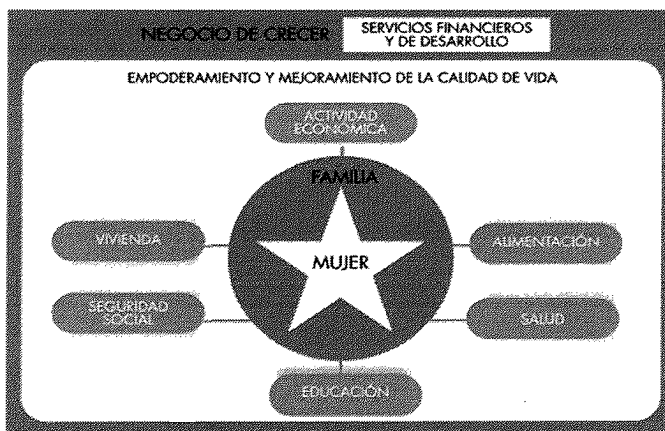 NEGOCIO DE CRECER
SERVICIOS FINANCIEROS
Y DE DESARROLLO
EMPODERAMIENTO Y MEJORAMIENTO DE LA CALIDAD DE VIDA
ACTIVIDAD
ECONÓMICA
FAMILIA
VIVIENDA
MUJER
ALIMENTACIÓN
SEGURIDAD
SOCIAL
SALUD
EDUCACIÓN